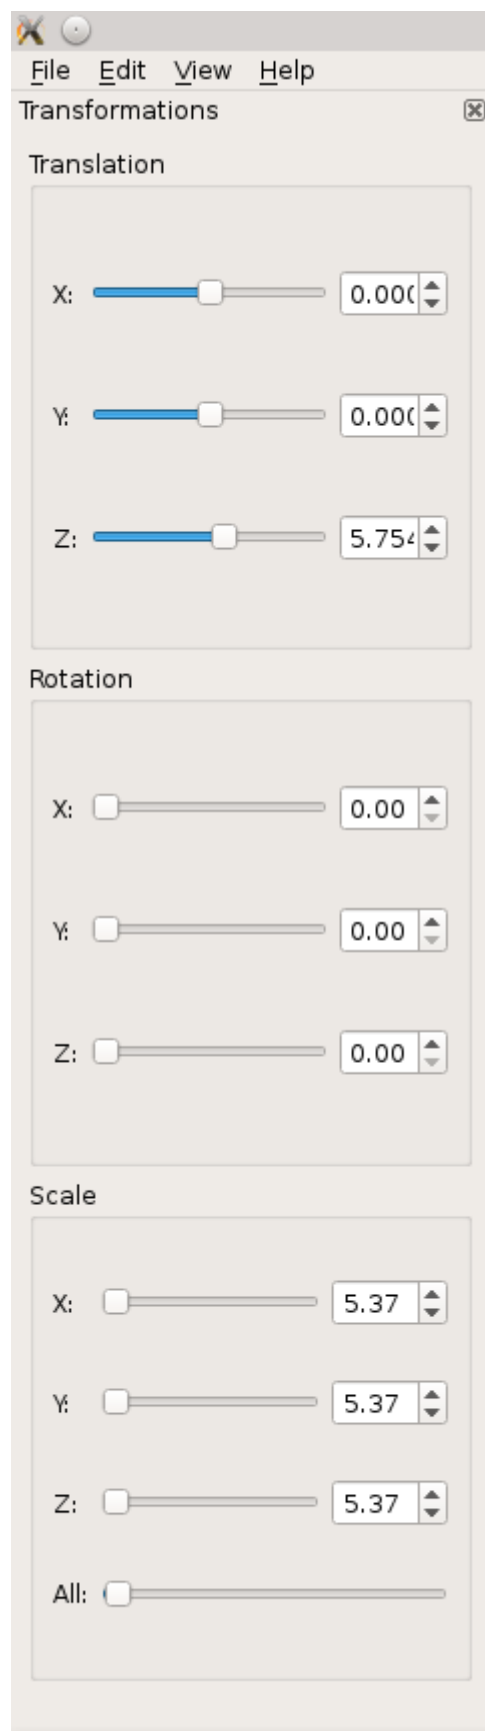 File Edit View Help
Transformations
Translation
X: 0.000
Y: 0.000
Z: 5.754
Rotation
X: 0.00
Y: 0.00
Z: 0.00
Scale
X: 5.37
Y: 5.37
Z: 5.37
All: